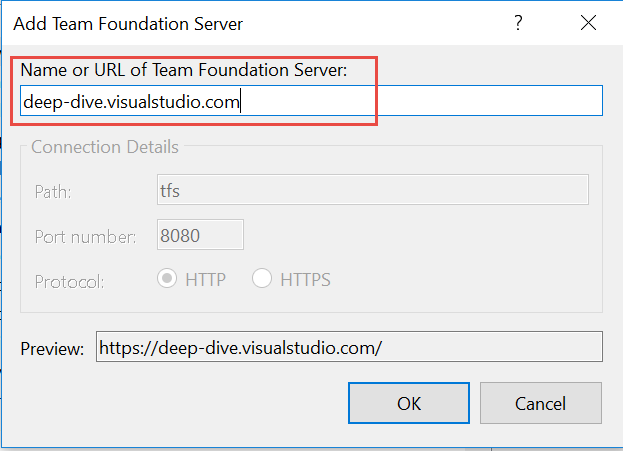 Add Team Foundation Server ?
Name or URL of Team Foundation Server:
deep-dive.visualstudio.com
Connection Details
Path: tfs
Port number: 8080
Protocol: HTTP HTTPS
Preview: https://deep-dive.visualstudio.com/
OK Cancel